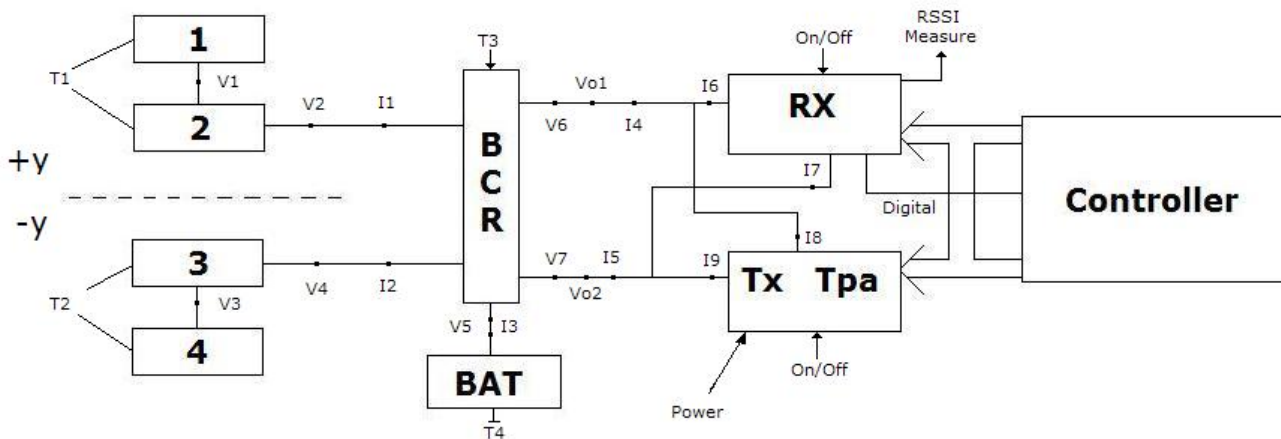 1
T1
V1
2
V2
I1
+y
-y
3
T2
V3
V4
I2
4
T3
B
C
R
V5
I3
BAT
T4
Vo1
V6
I4
I6
V7
Vo2
I5
I9
I7
I8
On/Off
RSSI
Measure
RX
Digital
Tx Tpa
Power
On/Off
Controller